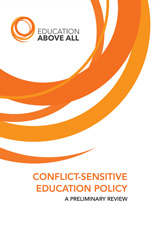 EDUCATION
ABOVE ALL
CONFLICT-SENSITIVE
EDUCATION POLICY
A PRELIMINARY REVIEW